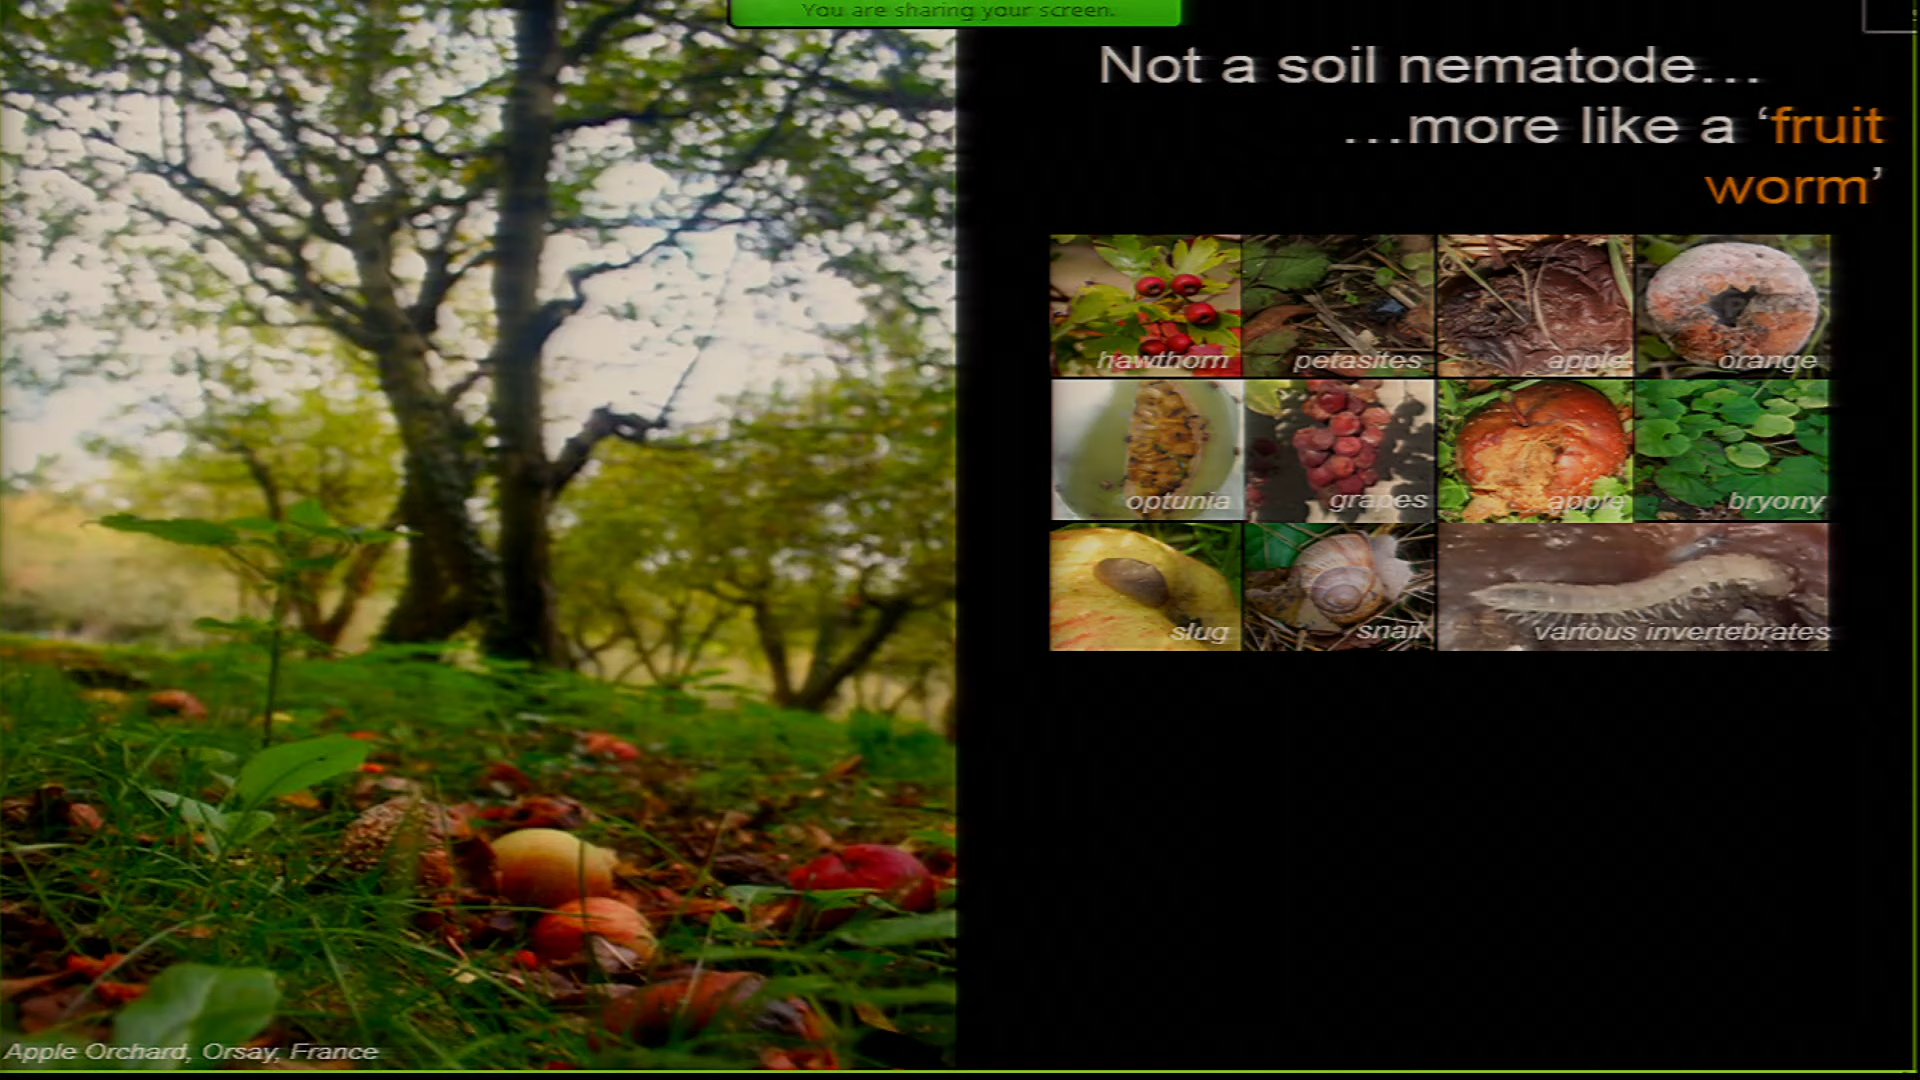 You are sharing your screen.
Not a soil nematode...
...more like a ‘fruit
worm’
hawthorn
petasites
apple
orange
optunia
grapes
apple
bryony
slug
snail
various invertebrates
Apple Orchard, Orsay, France